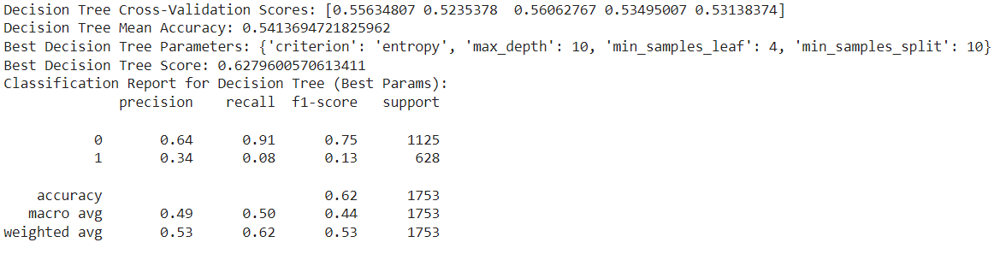 Decision Tree Cross-Validation Scores: [0.55634807 0.5235378  0.56062767 0.53495007 0.53138374]
Decision Tree Mean Accuracy: 0.5413694721825962
Best Decision Tree Parameters: {'criterion': 'entropy', 'max_depth': 10, 'min_samples_leaf': 4, 'min_samples_split': 10}
Best Decision Tree Score: 0.6279600570613411
Classification Report for Decision Tree (Best Params):
              precision    recall  f1-score   support
           0       0.64      0.91      0.75      1125
           1       0.34      0.08      0.13       628
    accuracy                           0.62      1753
   macro avg       0.49      0.50      0.44      1753
weighted avg       0.53      0.62      0.53      1753